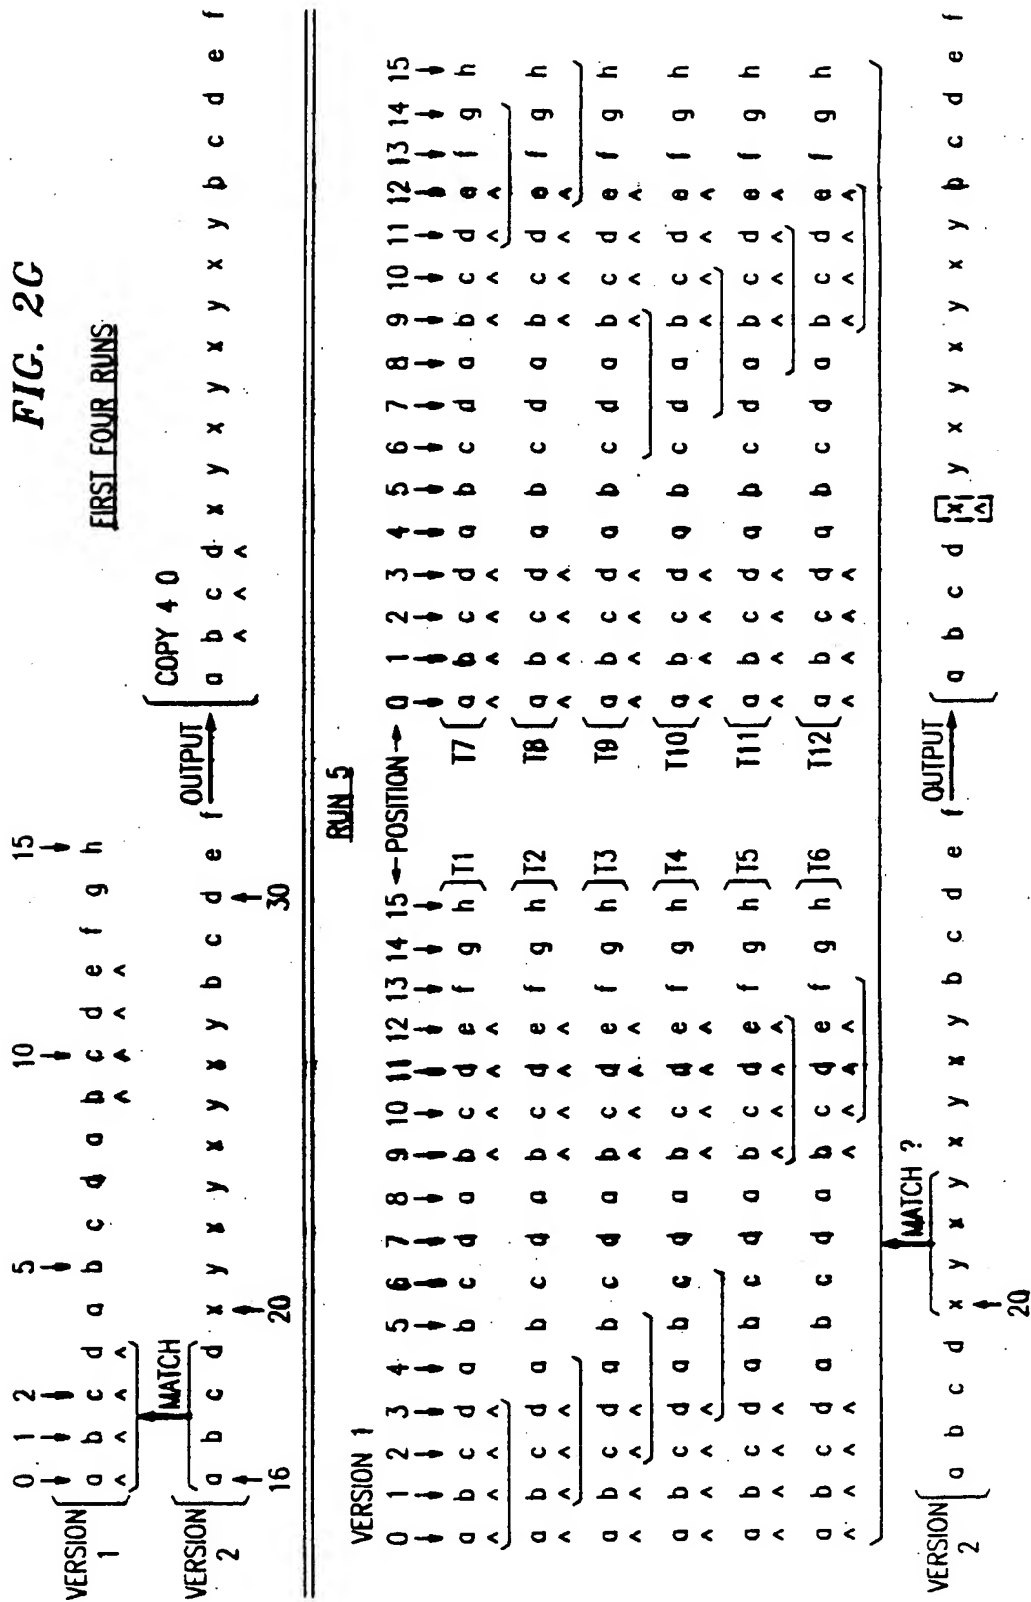 FIG. 2G
FIRST FOUR RUNS
0 1 2 5 10 15
VERSION 1 a b c d a b c d a b c d e f g h
^ ^ ^ ^ ^ ^ ^ ^
MATCH
COPY 4 0
VERSION 2 a b c d x y x y x y x y b c d e f OUTPUT a b c d x y x y x y x y b c d e f
^ ^ ^
16 20 30
RUN 5
VERSION 1
0 1 2 3 4 5 6 7 8 9 10 11 12 13 14 15 ←POSITION→ 0 1 2 3 4 5 6 7 8 9 10 11 12 13 14 15
a b c d a b c d a b c d e f g h T1 T7 a b c d a b c d a b c d e f g h
^ ^ ^ ^ ^ ^ ^ ^ ^ ^ ^ ^ ^ ^ ^ ^
a b c d a b c d a b c d e f g h T2 T8 a b c d a b c d a b c d e f g h
^ ^ ^ ^ ^ ^ ^ ^ ^ ^ ^ ^ ^ ^ ^ ^
a b c d a b c d a b c d e f g h T3 T9 a b c d a b c d a b c d e f g h
^ ^ ^ ^ ^ ^ ^ ^ ^ ^ ^ ^ ^ ^ ^ ^
a b c d a b c d a b c d e f g h T4 T10 a b c d a b c d a b c d e f g h
^ ^ ^ ^ ^ ^ ^ ^ ^ ^ ^ ^ ^ ^ ^ ^
a b c d a b c d a b c d e f g h T5 T11 a b c d a b c d a b c d e f g h
^ ^ ^ ^ ^ ^ ^ ^ ^ ^ ^ ^ ^ ^ ^ ^
a b c d a b c d a b c d e f g h T6 T12 a b c d a b c d a b c d e f g h
^ ^ ^ ^ ^ ^ ^ ^ ^ ^ ^ ^ ^ ^ ^ ^
MATCH ?
VERSION 2 a b c d x y x y x y x y b c d e f OUTPUT a b c d x y x y x y x y b c d e f
^
20